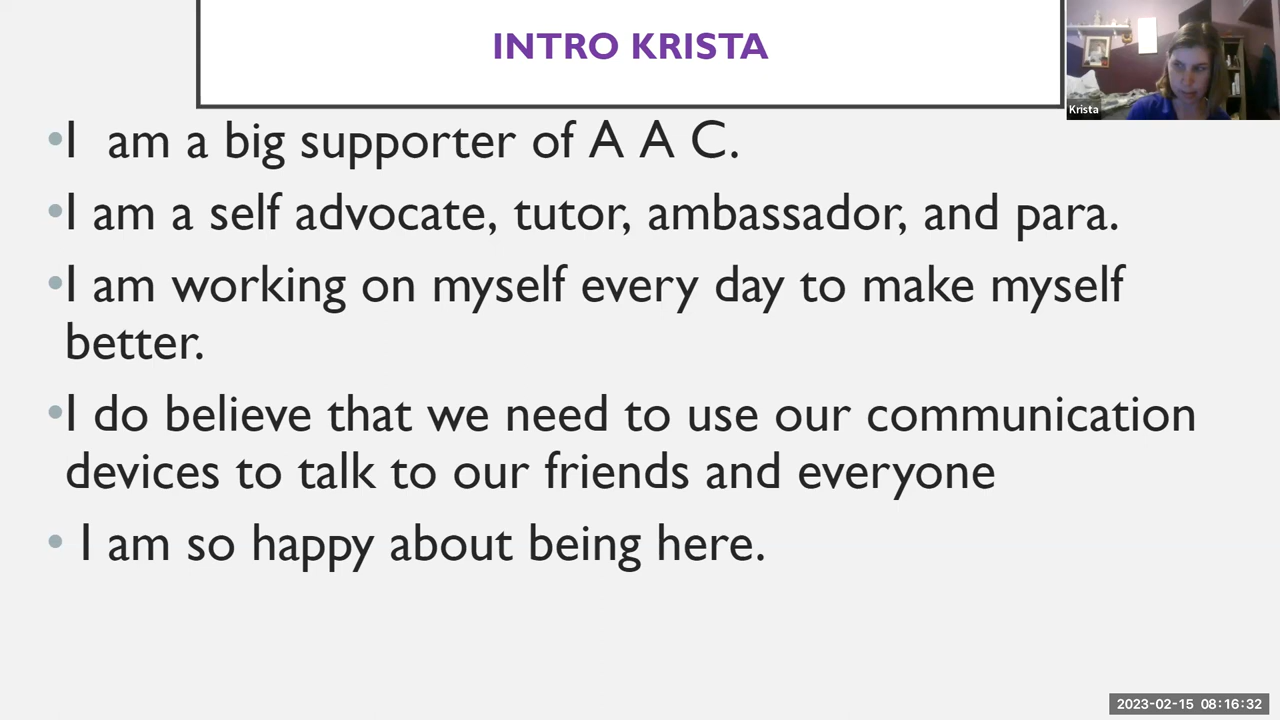 INTRO KRISTA
Krista
•I  am a big supporter of A A C.
•I am a self advocate, tutor, ambassador, and para.
•I am working on myself every day to make myself
better.
•I do believe that we need to use our communication
devices to talk to our friends and everyone
• I am so happy about being here.
2023-02-15 08:16:32